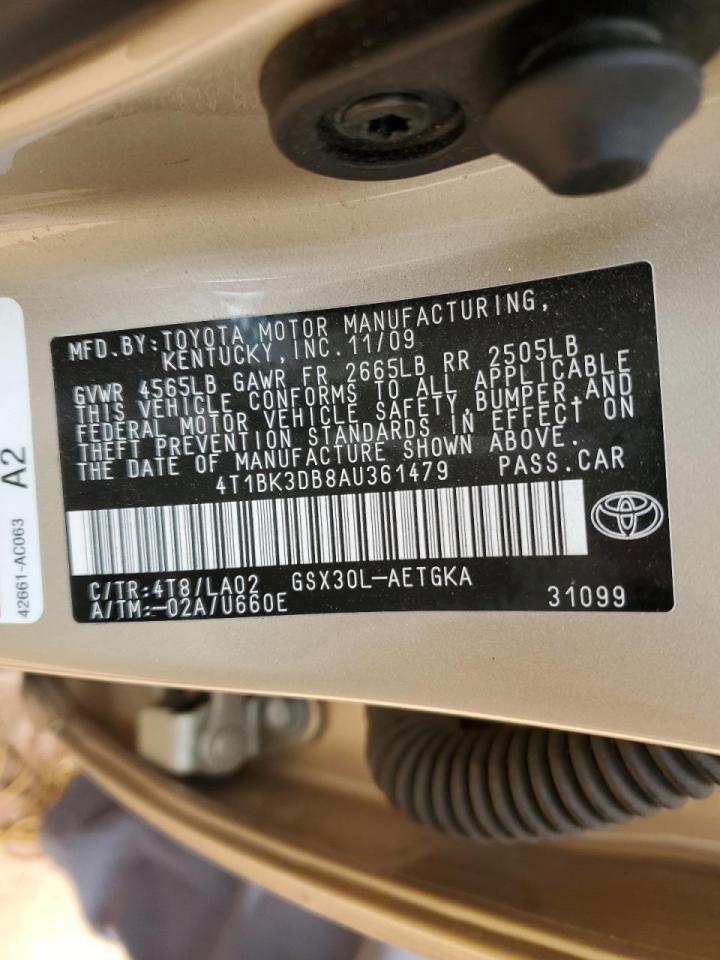 MFD.BY:TOYOTA MOTOR MANUFACTURING,
KENTUCKY,INC.11/09
GVWR 4565LB GAWR FR 2665LB RR 2505LB
THIS VEHICLE CONFORMS TO ALL APPLICABLE
FEDERAL MOTOR VEHICLE SAFETY,BUMPER,AND
THEFT PREVENTION STANDARDS IN EFFECT ON
THE DATE OF MANUFACTURE SHOWN ABOVE.
4T1BK3DB8AU361479 PASS.CAR
C/TR:4T8/LA02 GSX30L-AETGKA
A/TM:-02A/U660E 31099
A2
42661-AC063